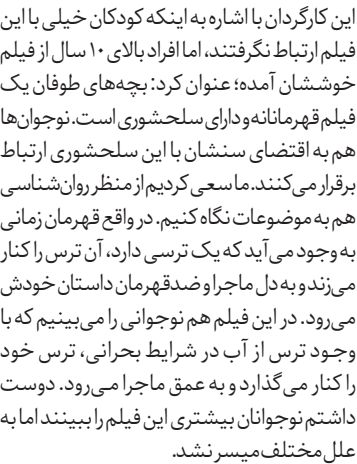 این کارگردان با اشاره به اینکه کودکان خیلی با این
فیلم ارتباط نگرفتند، اما افراد بالای ۱۰ سال از فیلم
خوششان آمده؛ عنوان کرد: بچه‌های طوفان یک
فیلم قهرمانانه و دارای سلحشوری است. نوجوان‌ها
هم به اقتضای سنشان با این سلحشوری ارتباط
برقرار می‌کنند. ما سعی کردیم از منظر روان‌شناسی
هم به موضوعات نگاه کنیم. در واقع قهرمان زمانی
به وجود می‌آید که یک ترسی دارد، آن ترس را کنار
می‌زند و به دل ماجرا و ضدقهرمان داستان خودش
می‌رود. در این فیلم هم نوجوانی را می‌بینیم که با
وجود ترس از آب در شرایط بحرانی، ترس خود
را کنار می‌گذارد و به عمق ماجرا می‌رود. دوست
داشتم نوجوانان بیشتری این فیلم را ببینند اما به
علل مختلف میسر نشد.